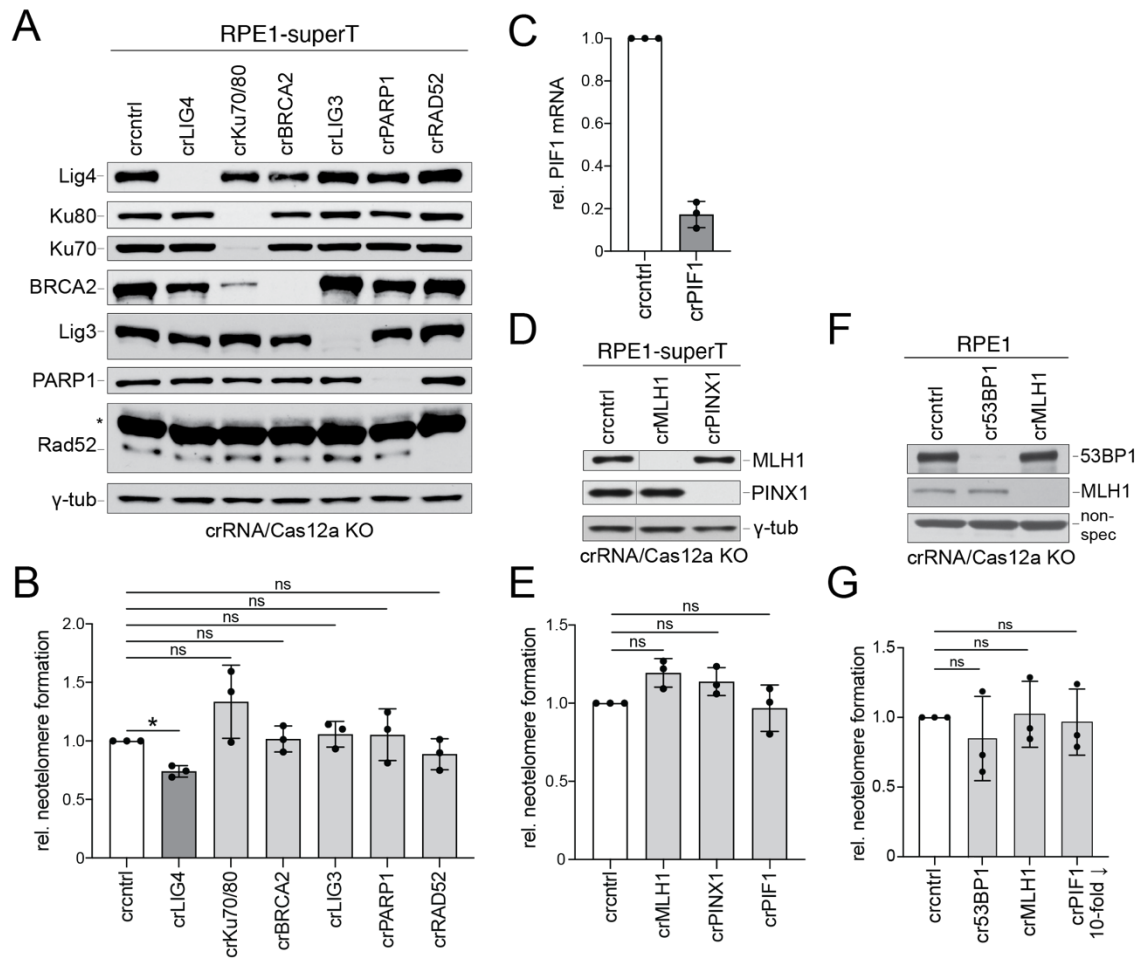 A
RPE1-superT
crcntrl
crLIG4
crKu70/80
crBRCA2
crLIG3
crPARP1
crRAD52
Lig4
Ku80
Ku70
BRCA2
Lig3
PARP1
*
Rad52
γ-tub
crRNA/Cas12a KO
B
rel. neotelomere formation
2.0
1.5
1.0
0.5
0
ns
ns
ns
ns
ns
*
crcntrl
crLIG4
crKu70/80
crBRCA2
crLIG3
crPARP1
crRAD52
C
rel. PIF1 mRNA
1.0
0.8
0.6
0.4
0.2
0
crcntrl
crPIF1
D
RPE1-superT
crcntrl
crMLH1
crPINX1
MLH1
PINX1
γ-tub
crRNA/Cas12a KO
E
rel. neotelomere formation
1.5
1.0
0.5
0
ns
ns
ns
crcntrl
crMLH1
crPINX1
crPIF1
F
RPE1
crcntrl
cr53BP1
crMLH1
53BP1
MLH1
non-
spec
crRNA/Cas12a KO
G
rel. neotelomere formation
1.5
1.0
0.5
0
ns
ns
ns
crcntrl
cr53BP1
crMLH1
crPIF1
10-fold ↓